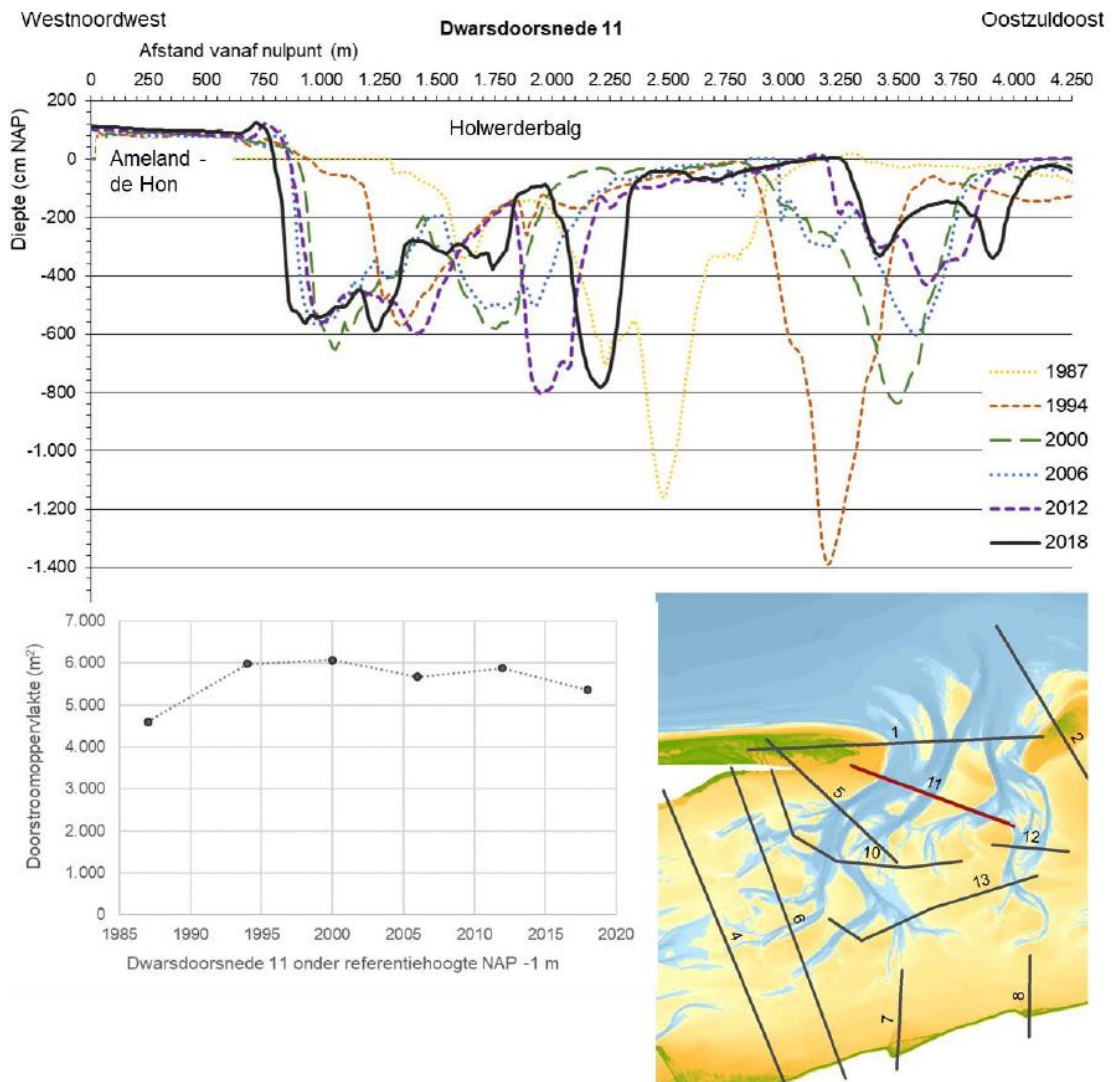 Westnoordwest
Dwarsdoorsnede 11
Oostzuidoost
Afstand vanaf nulpunt (m)
0 250 500 750 1.000 1.250 1.500 1.750 2.000 2.250 2.500 2.750 3.000 3.250 3.500 3.750 4.000 4.250
Diepte (cm NAP)
200
0
-200
-400
-600
-800
-1.000
-1.200
-1.400
Holwerderbalg
Ameland -
de Hon
1987
1994
2000
2006
2012
2018
Doorstroomoppervlakte (m²)
7.000
6.000
5.000
4.000
3.000
2.000
1.000
0
1985 1990 1995 2000 2005 2010 2015 2020
Dwarsdoorsnede 11 onder referentiehoogte NAP -1 m
1
2
11
5
12
10
13
4
6
7
8